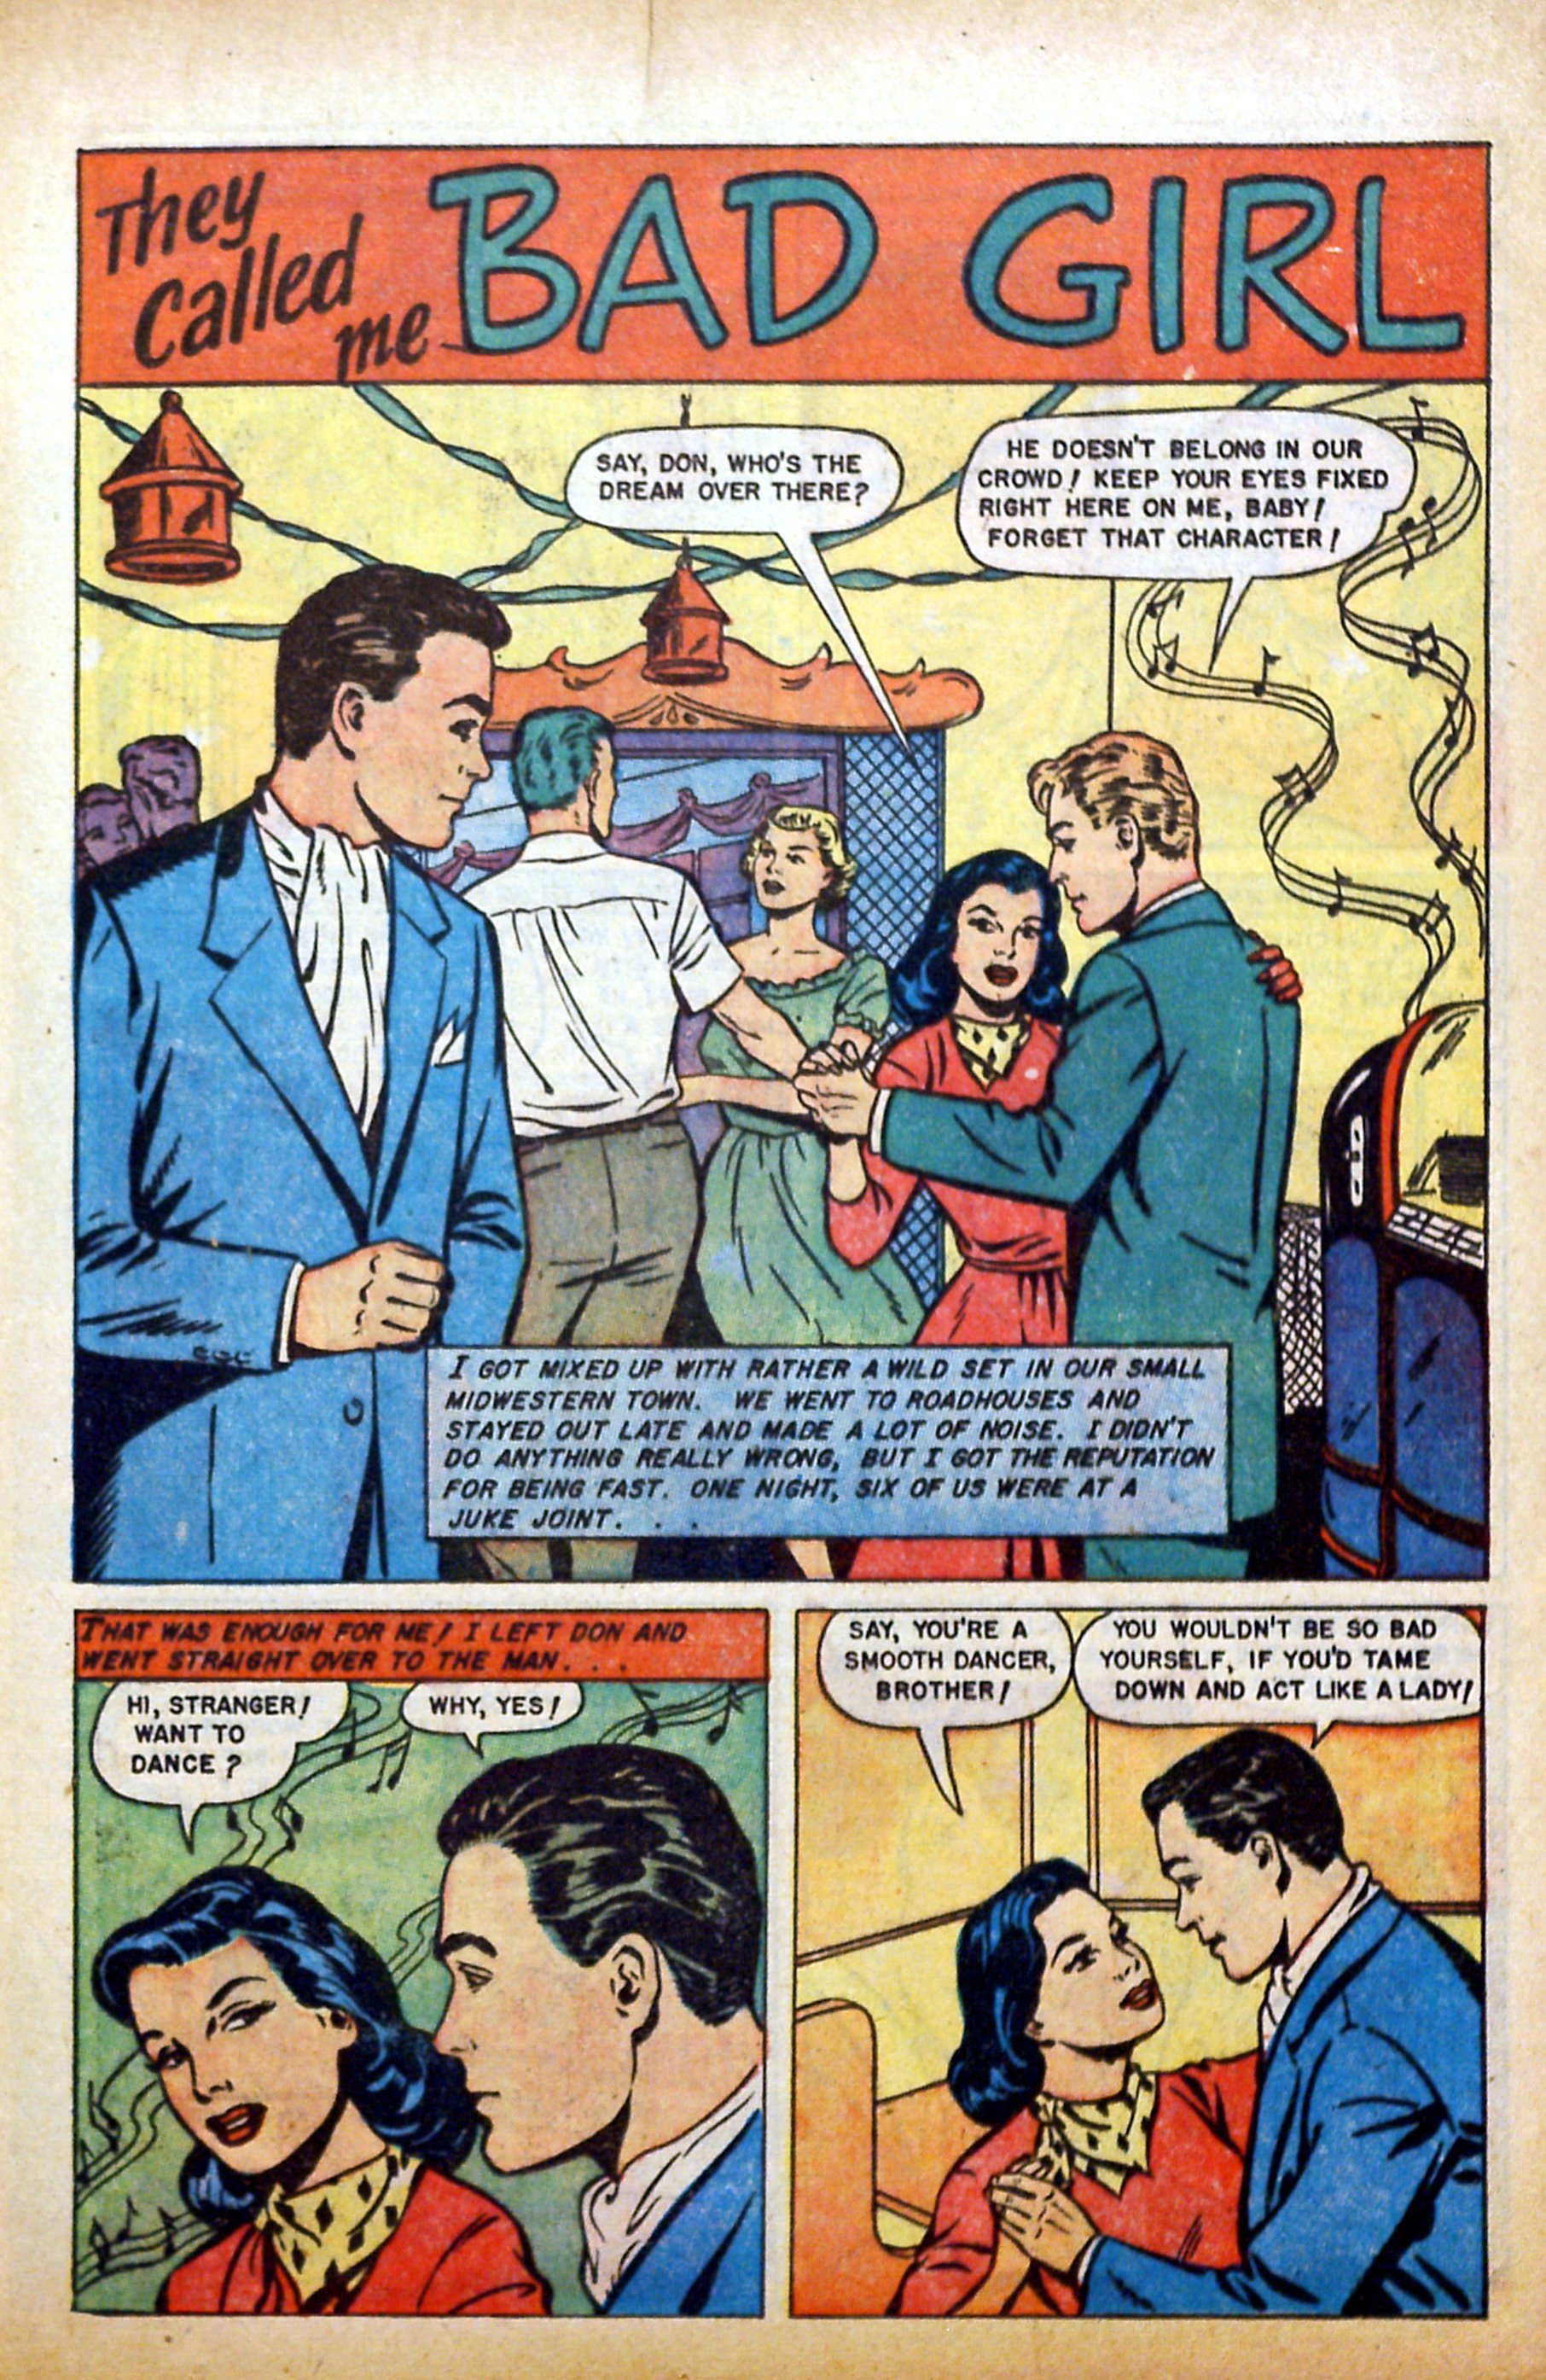 They
Called
me
BAD GIRL
SAY, DON, WHO'S THE
DREAM OVER THERE?
HE DOESN'T BELONG IN OUR
CROWD! KEEP YOUR EYES FIXED
RIGHT HERE ON ME, BABY!
FORGET THAT CHARACTER!
I GOT MIXED UP WITH RATHER A WILD SET IN OUR SMALL
MIDWESTERN TOWN. WE WENT TO ROADHOUSES AND
STAYED OUT LATE AND MADE A LOT OF NOISE. I DIDN'T
DO ANYTHING REALLY WRONG, BUT I GOT THE REPUTATION
FOR BEING FAST. ONE NIGHT, SIX OF US WERE AT A
JUKE JOINT. . . .
THAT WAS ENOUGH FOR ME! I LEFT DON AND
WENT STRAIGHT OVER TO THE MAN. . .
HI, STRANGER!
WANT TO
DANCE?
WHY, YES!
SAY, YOU'RE A
SMOOTH DANCER,
BROTHER!
YOU WOULDN'T BE SO BAD
YOURSELF, IF YOU'D TAME
DOWN AND ACT LIKE A LADY!